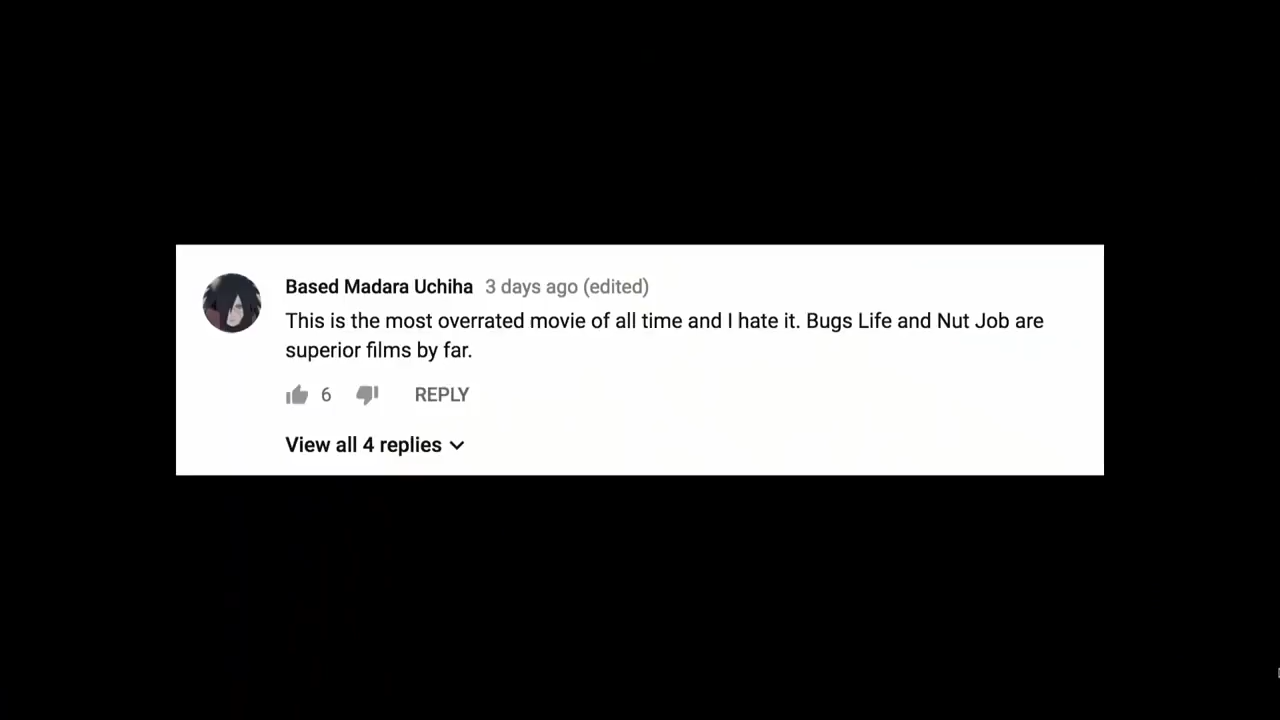 Based Madara Uchiha 3 days ago (edited)
This is the most overrated movie of all time and I hate it. Bugs Life and Nut Job are
superior films by far.
6 REPLY
View all 4 replies